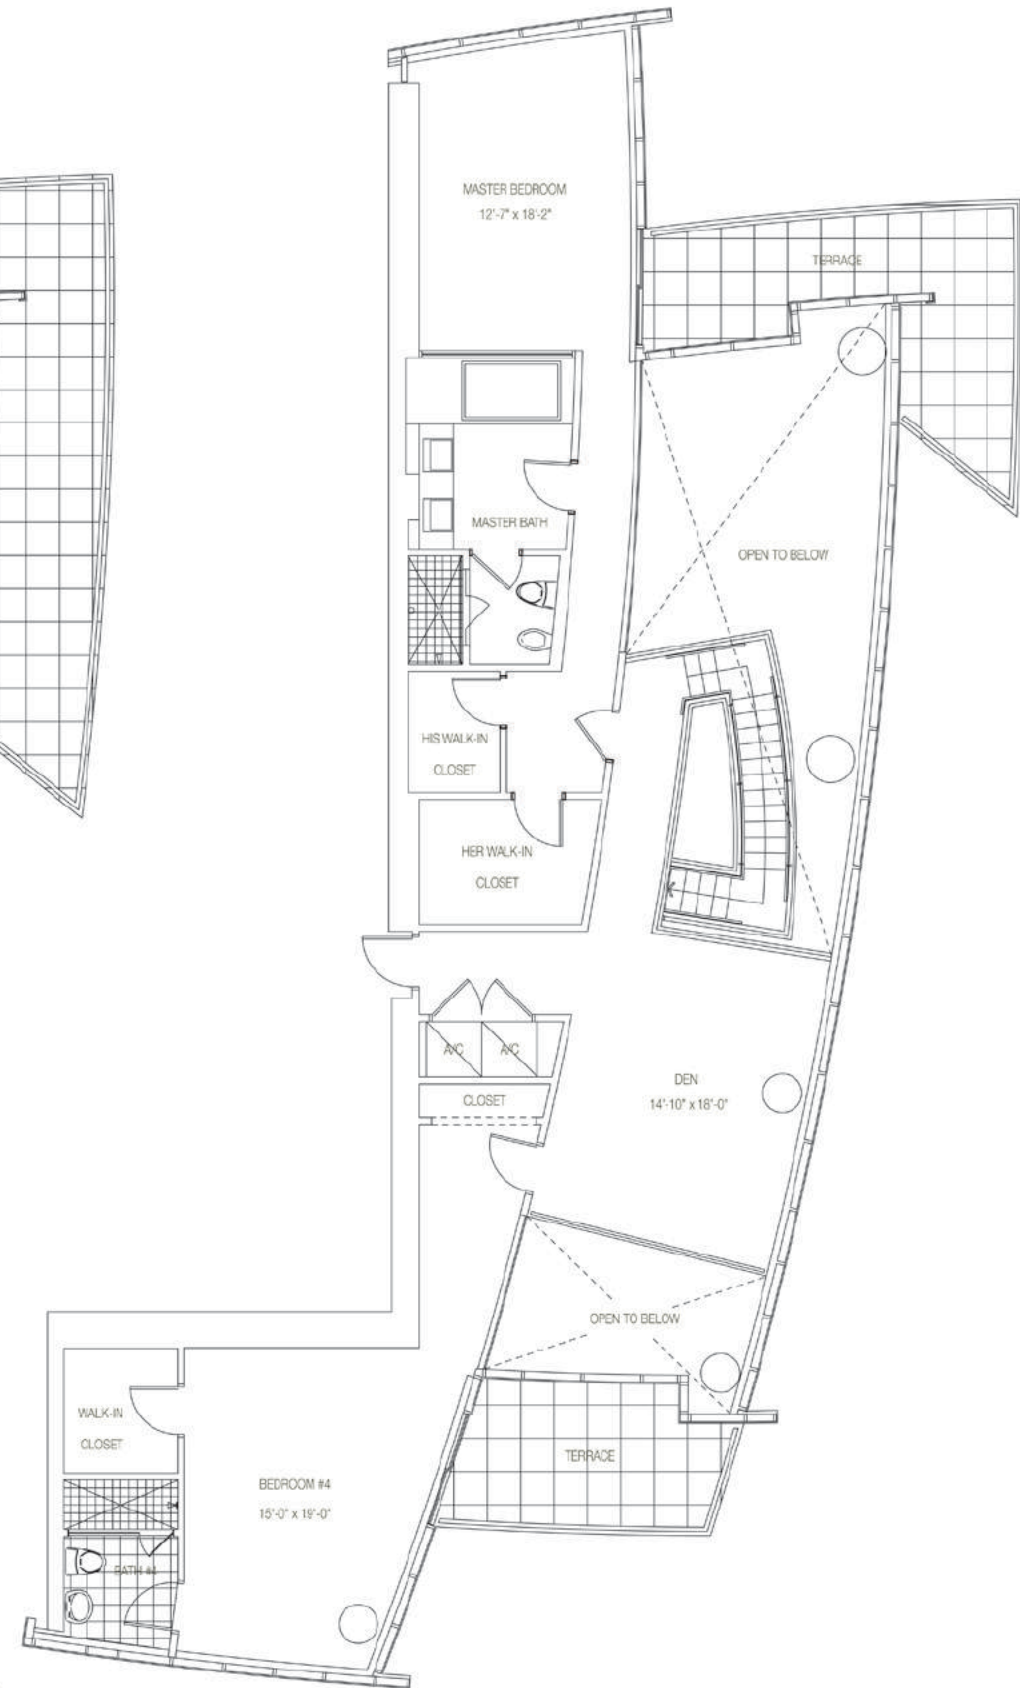 MASTER BEDROOM
12'-7" x 18'-2"
TERRACE
OPEN TO BELOW
MASTER BATH
HIS WALK-IN
CLOSET
HER WALK-IN
CLOSET
A/C
A/C
CLOSET
DEN
14'-10" x 18'-0"
OPEN TO BELOW
TERRACE
WALK-IN
CLOSET
BEDROOM #4
15'-0" x 19'-0"
BATH #4